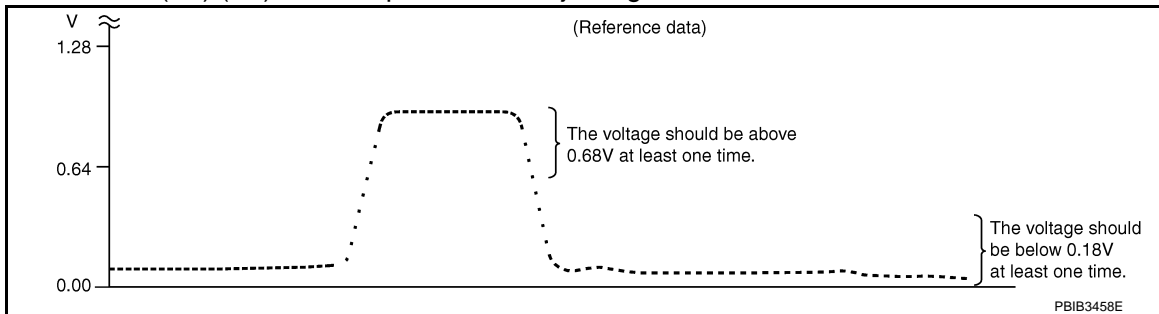 V
(Reference data)
1.28
The voltage should be above
0.68V at least one time.
0.64
The voltage should
be below 0.18V
at least one time.
0.00
PBIB3458E